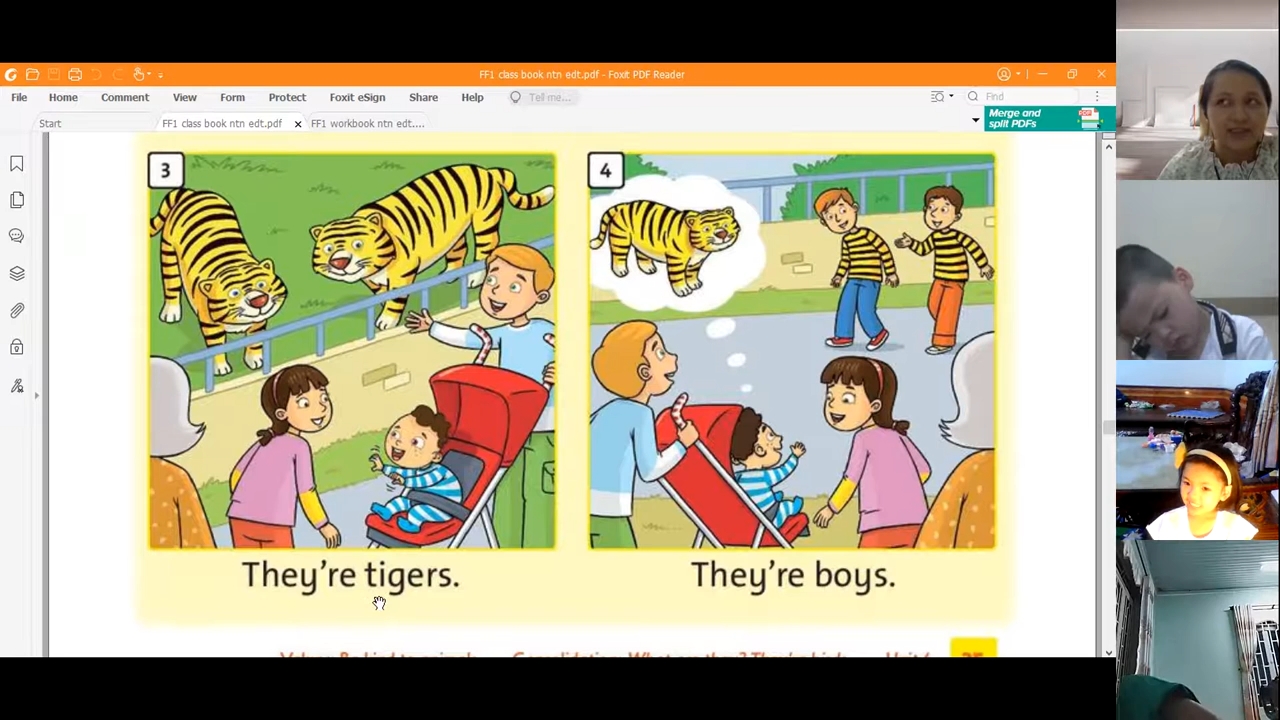 FF1 class book ntn edt.pdf - Foxit PDF Reader
File Home Comment View Form Protect Foxit eSign Share Help Tell me... Find
Start FF1 class book ntn edt.pdf FF1 workbook ntn edt....
Merge and
split PDFs
3 4
They're tigers. They're boys.